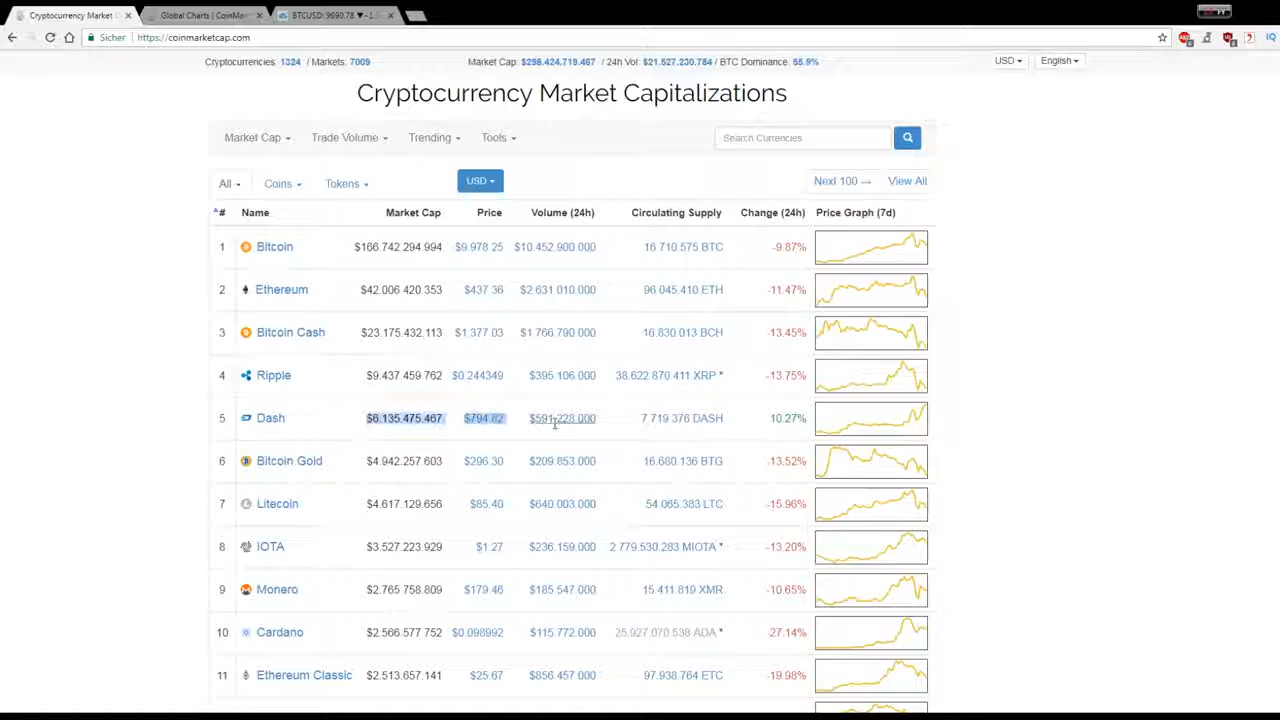 Cryptocurrency Market C
Global Charts | CoinMa
BTCUSD: 9690.78 ▼−1.
Sicher | https://coinmarketcap.com
Cryptocurrencies: 1324 / Markets: 7009 Market Cap: $298.424.719.467 / 24h Vol: $21.527.230.784 / BTC Dominance: 55.9% USD English
Cryptocurrency Market Capitalizations
Market Cap Trade Volume Trending Tools Search Currencies
All Coins Tokens USD Next 100 → View All
# Name Market Cap Price Volume (24h) Circulating Supply Change (24h) Price Graph (7d)
1 Bitcoin $166.742.294.994 $9.978.25 $10.452.900.000 16.710.575 BTC -9.87%
2 Ethereum $42.006.420.353 $437.36 $2.631.010.000 96.045.410 ETH -11.47%
3 Bitcoin Cash $23.175.432.113 $1.377.03 $1.766.790.000 16.830.013 BCH -13.45%
4 Ripple $9.437.459.762 $0.244349 $395.106.000 38.622.870.411 XRP * -13.75%
5 Dash $6.135.475.467 $794.82 $591.228.000 7.719.376 DASH 10.27%
6 Bitcoin Gold $4.942.257.603 $296.30 $209.853.000 16.680.136 BTG -13.52%
7 Litecoin $4.617.129.656 $85.40 $640.003.000 54.065.383 LTC -15.96%
8 IOTA $3.527.223.929 $1.27 $236.159.000 2.779.530.283 MIOTA * -13.20%
9 Monero $2.765.758.809 $179.46 $185.547.000 15.411.819 XMR -10.65%
10 Cardano $2.566.577.752 $0.098992 $115.772.000 25.927.070.538 ADA * -27.14%
11 Ethereum Classic $2.513.657.141 $25.67 $856.457.000 97.938.764 ETC -19.98%